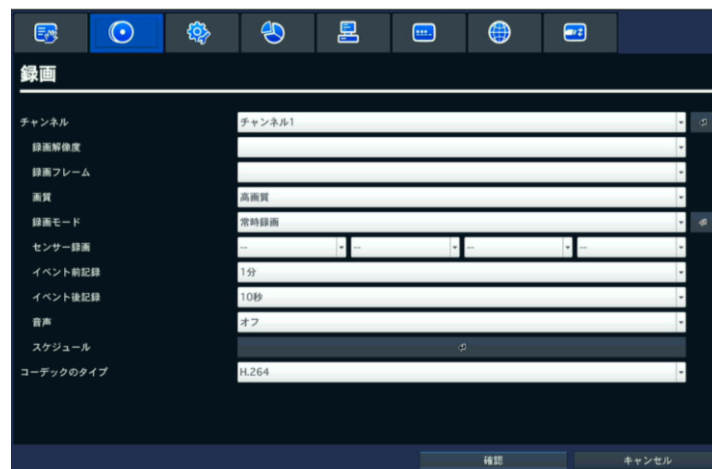 録画
チャンネル チャンネル1
録画解像度
録画フレーム
画質 高画質
録画モード 常時録画
センサー録画 -- -- -- --
イベント前記録 1分
イベント後記録 10秒
音声 オフ
スケジュール
コーデックのタイプ H.264
確認 キャンセル